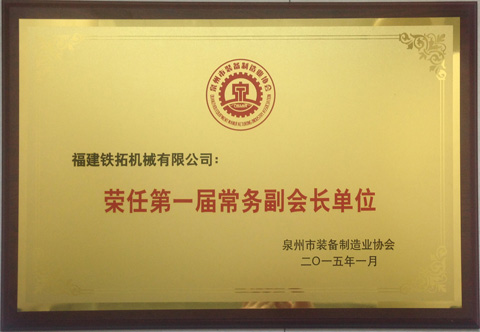 泉州市装备制造业协会
福建铁拓机械有限公司：
荣任第一届常务副会长单位
泉州市装备制造业协会
二〇一五年一月